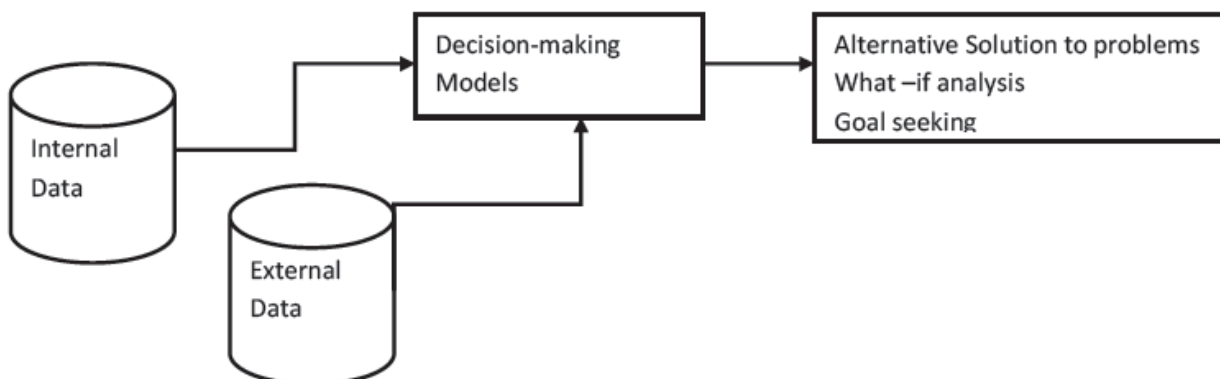 Decision-making
Models
Alternative Solution to problems
What –if analysis
Goal seeking
Internal
Data
External
Data